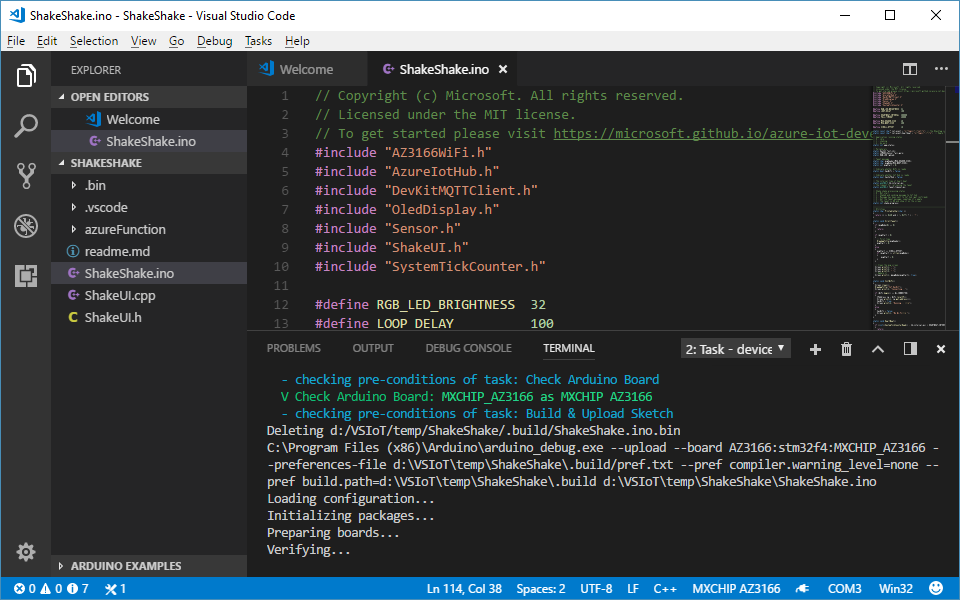 ShakeShake.ino - ShakeShake - Visual Studio Code
File Edit Selection View Go Debug Tasks Help
EXPLORER
OPEN EDITORS
Welcome
ShakeShake.ino
SHAKESHAKE
.bin
.vscode
azureFunction
readme.md
ShakeShake.ino
ShakeUI.cpp
ShakeUI.h
ARDUINO EXAMPLES
Welcome ShakeShake.ino
1 // Copyright (c) Microsoft. All rights reserved.
2 // Licensed under the MIT license.
3 // To get started please visit https://microsoft.github.io/azure-iot-deve
4 #include "AZ3166WiFi.h"
5 #include "AzureIotHub.h"
6 #include "DevKitMQTTClient.h"
7 #include "OledDisplay.h"
8 #include "Sensor.h"
9 #include "ShakeUI.h"
10 #include "SystemTickCounter.h"
11
12 #define RGB_LED_BRIGHTNESS 32
13 #define LOOP_DELAY 100
PROBLEMS OUTPUT DEBUG CONSOLE TERMINAL 2: Task - device
- checking pre-conditions of task: Check Arduino Board
V Check Arduino Board: MXCHIP_AZ3166 as MXCHIP AZ3166
- checking pre-conditions of task: Build & Upload Sketch
Deleting d:/VSIoT/temp/ShakeShake/.build/ShakeShake.ino.bin
C:\Program Files (x86)\Arduino\arduino_debug.exe --upload --board AZ3166:stm32f4:MXCHIP_AZ3166 -
-preferences-file d:\VSIoT\temp\ShakeShake\.build/pref.txt --pref compiler.warning_level=none --
pref build.path=d:\VSIoT\temp\ShakeShake\.build d:\VSIoT\temp\ShakeShake\ShakeShake.ino
Loading configuration...
Initializing packages...
Preparing boards...
Verifying...
0 0 7 1 Ln 114, Col 38 Spaces: 2 UTF-8 LF C++ MXCHIP AZ3166 COM3 Win32